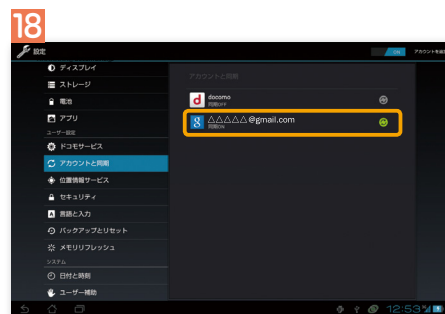 18
設定
ON
アカウントを追
ディスプレイ
ストレージ
電池
アプリ
ユーザー設定
ドコモサービス
アカウントと同期
位置情報サービス
セキュリティ
言語と入力
バックアップとリセット
メモリリフレッシュ
システム
日付と時刻
ユーザー補助
アカウントと同期
docomo
同期OFF
△△△△△@gmail.com
同期ON
12:53